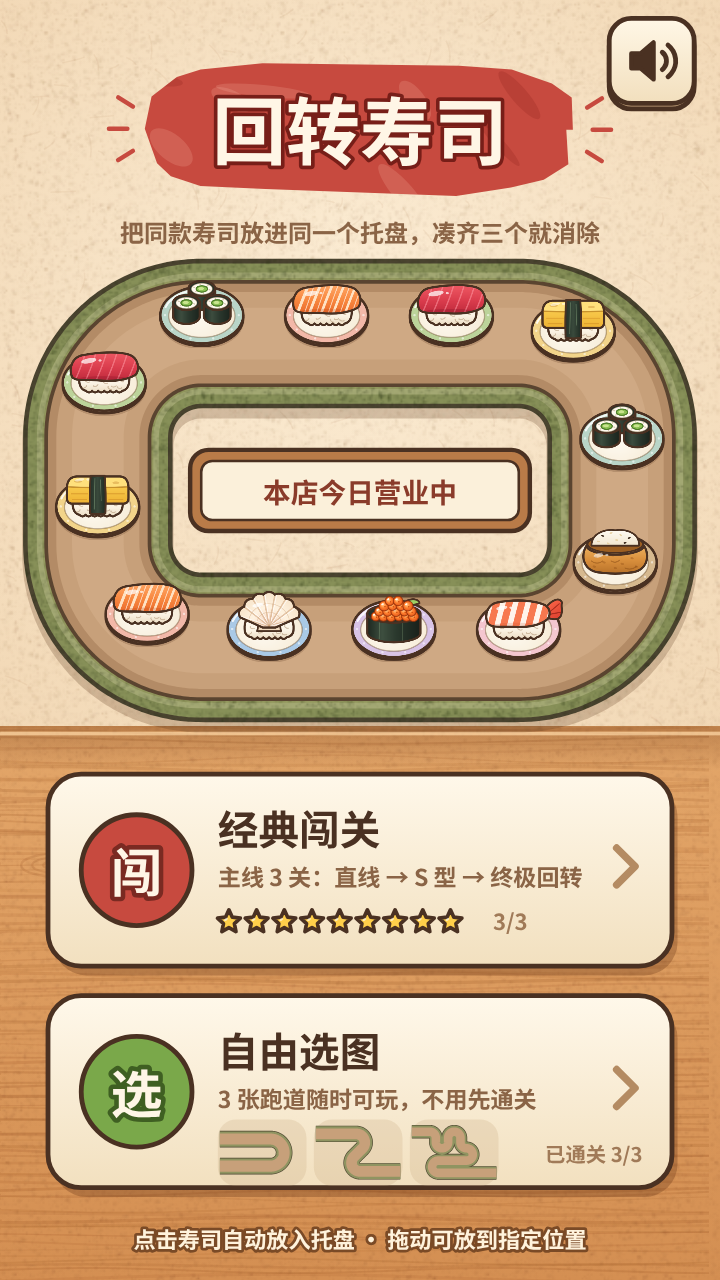 回转寿司
把同款寿司放进同一个托盘，凑齐三个就消除
本店今日营业中
闯
经典闯关
主线 3 关：直线 → S 型 → 终极回转
3/3
选
自由选图
3 张跑道随时可玩，不用先通关
已通关 3/3
点击寿司自动放入托盘 • 拖动可放到指定位置